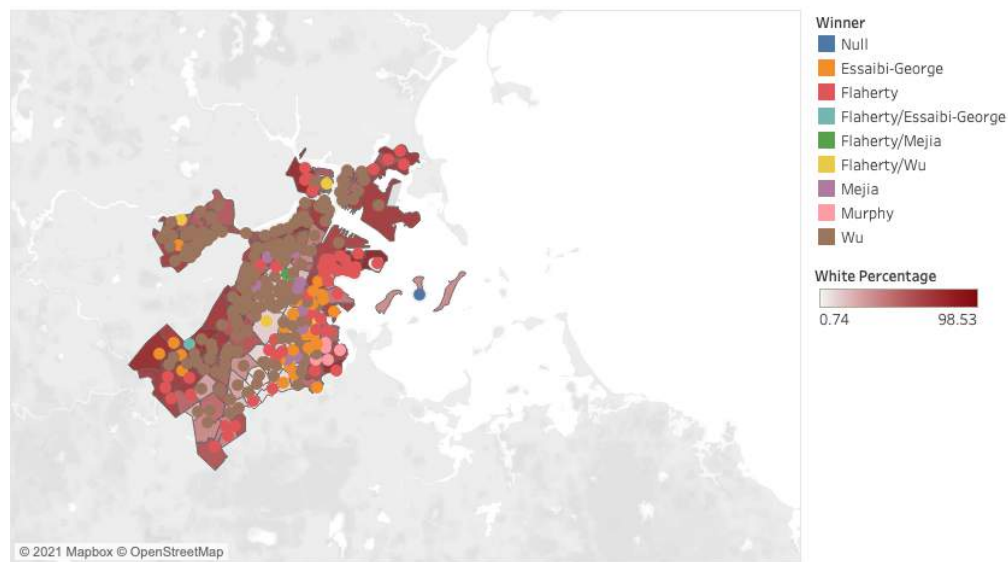 Winner
Null
Essaibi-George
Flaherty
Flaherty/Essaibi-George
Flaherty/Mejia
Flaherty/Wu
Mejia
Murphy
Wu
White Percentage
0.74 98.53
© 2021 Mapbox © OpenStreetMap